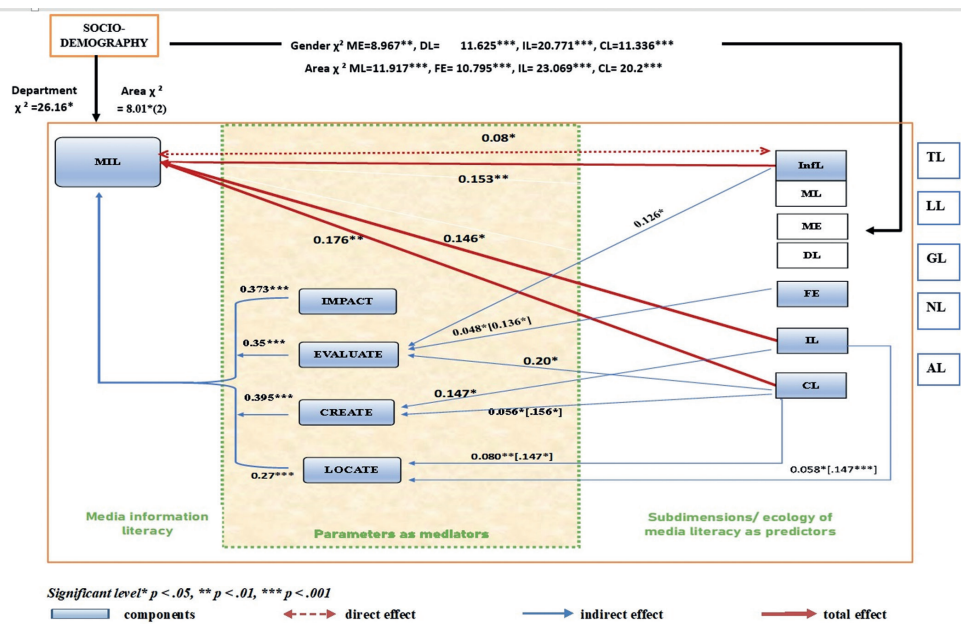 SOCIO-
DEMOGRAPHY
Gender χ² ME=8.967**, DL= 11.625***, IL=20.771***, CL=11.336***
Area χ² ML=11.917***, FE= 10.795***, IL= 23.069***, CL= 20.2***
Department
χ ² =26.16*
Area χ ²
= 8.01*(2)
MIL
0.08*
0.153**
0.176**
0.146*
0.126*
InfL
ML
ME
DL
FE
IL
CL
TL
LL
GL
NL
AL
0.373***
IMPACT
0.048*[0.136*]
0.35***
EVALUATE
0.20*
0.395***
CREATE
0.147*
0.056*[.156*]
0.27***
LOCATE
0.080**[.147*]
0.058*[.147***]
Media information
literacy
Parameters as mediators
Subdimensions/ ecology of
media literacy as predictors
Significant level* p < .05, ** p < .01, *** p < .001
components
direct effect
indirect effect
total effect